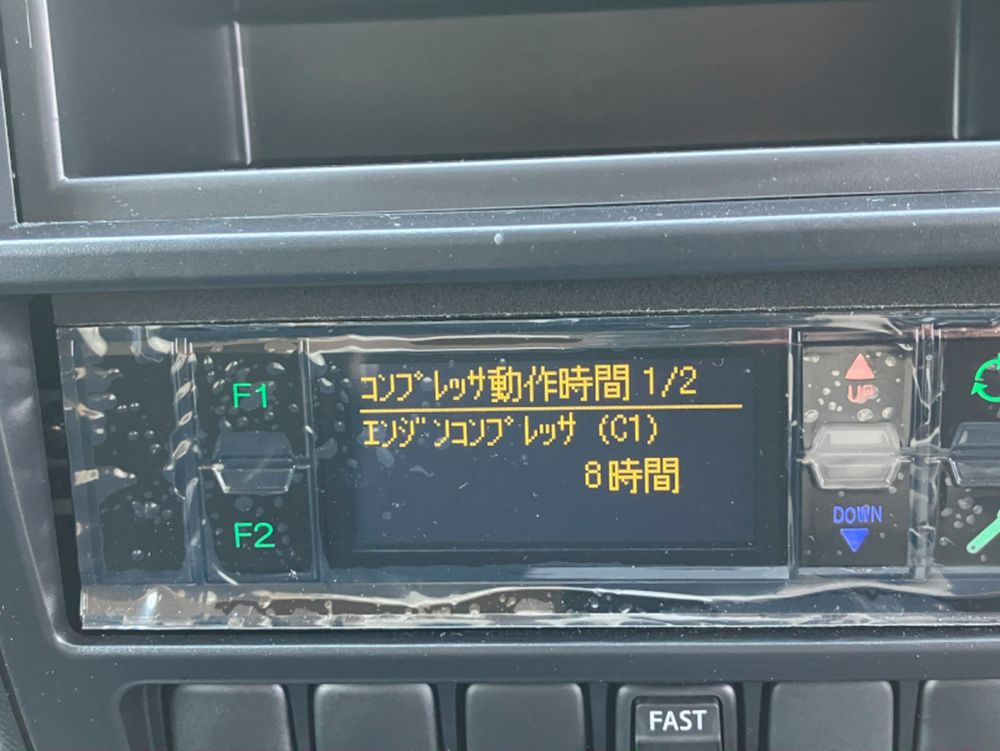 F1
F2
ｺﾝﾌﾟﾚｯｻ動作時間 1/2
ｴﾝｼﾞﾝｺﾝﾌﾟﾚｯｻ (C1)
8時間
UP
DOWN
FAST